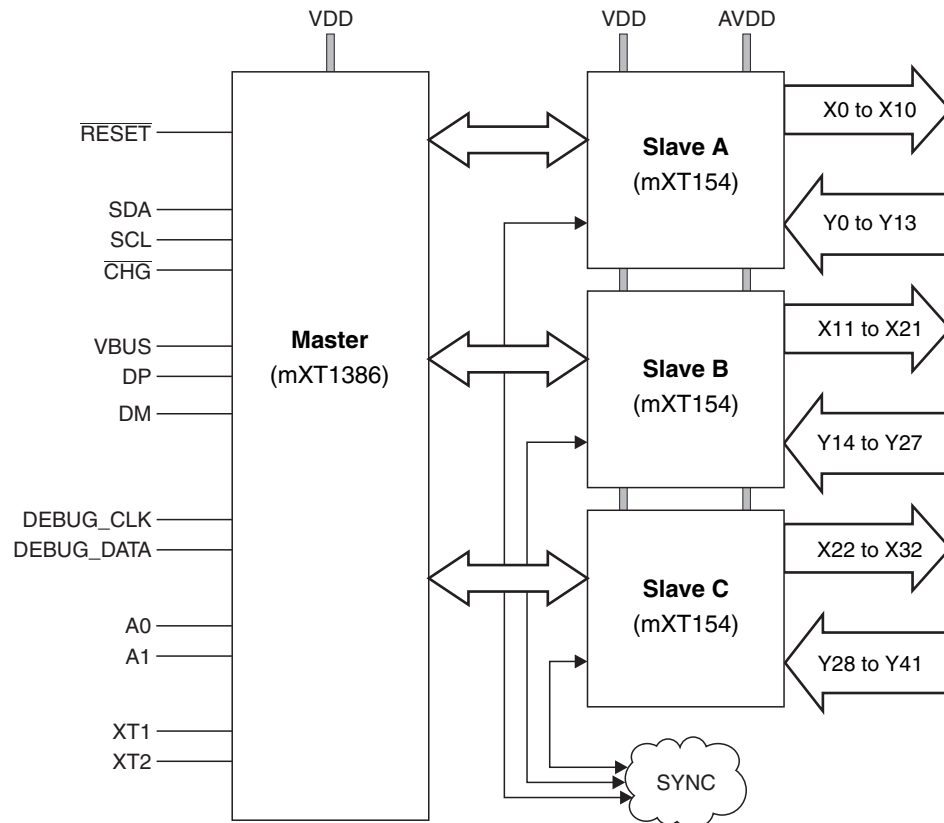 VDD
VDD
AVDD
RESET
SDA
SCL
CHG
VBUS
DP
DM
DEBUG_CLK
DEBUG_DATA
A0
A1
XT1
XT2
Master
(mXT1386)
Slave A
(mXT154)
X0 to X10
Y0 to Y13
Slave B
(mXT154)
X11 to X21
Y14 to Y27
Slave C
(mXT154)
X22 to X32
Y28 to Y41
SYNC